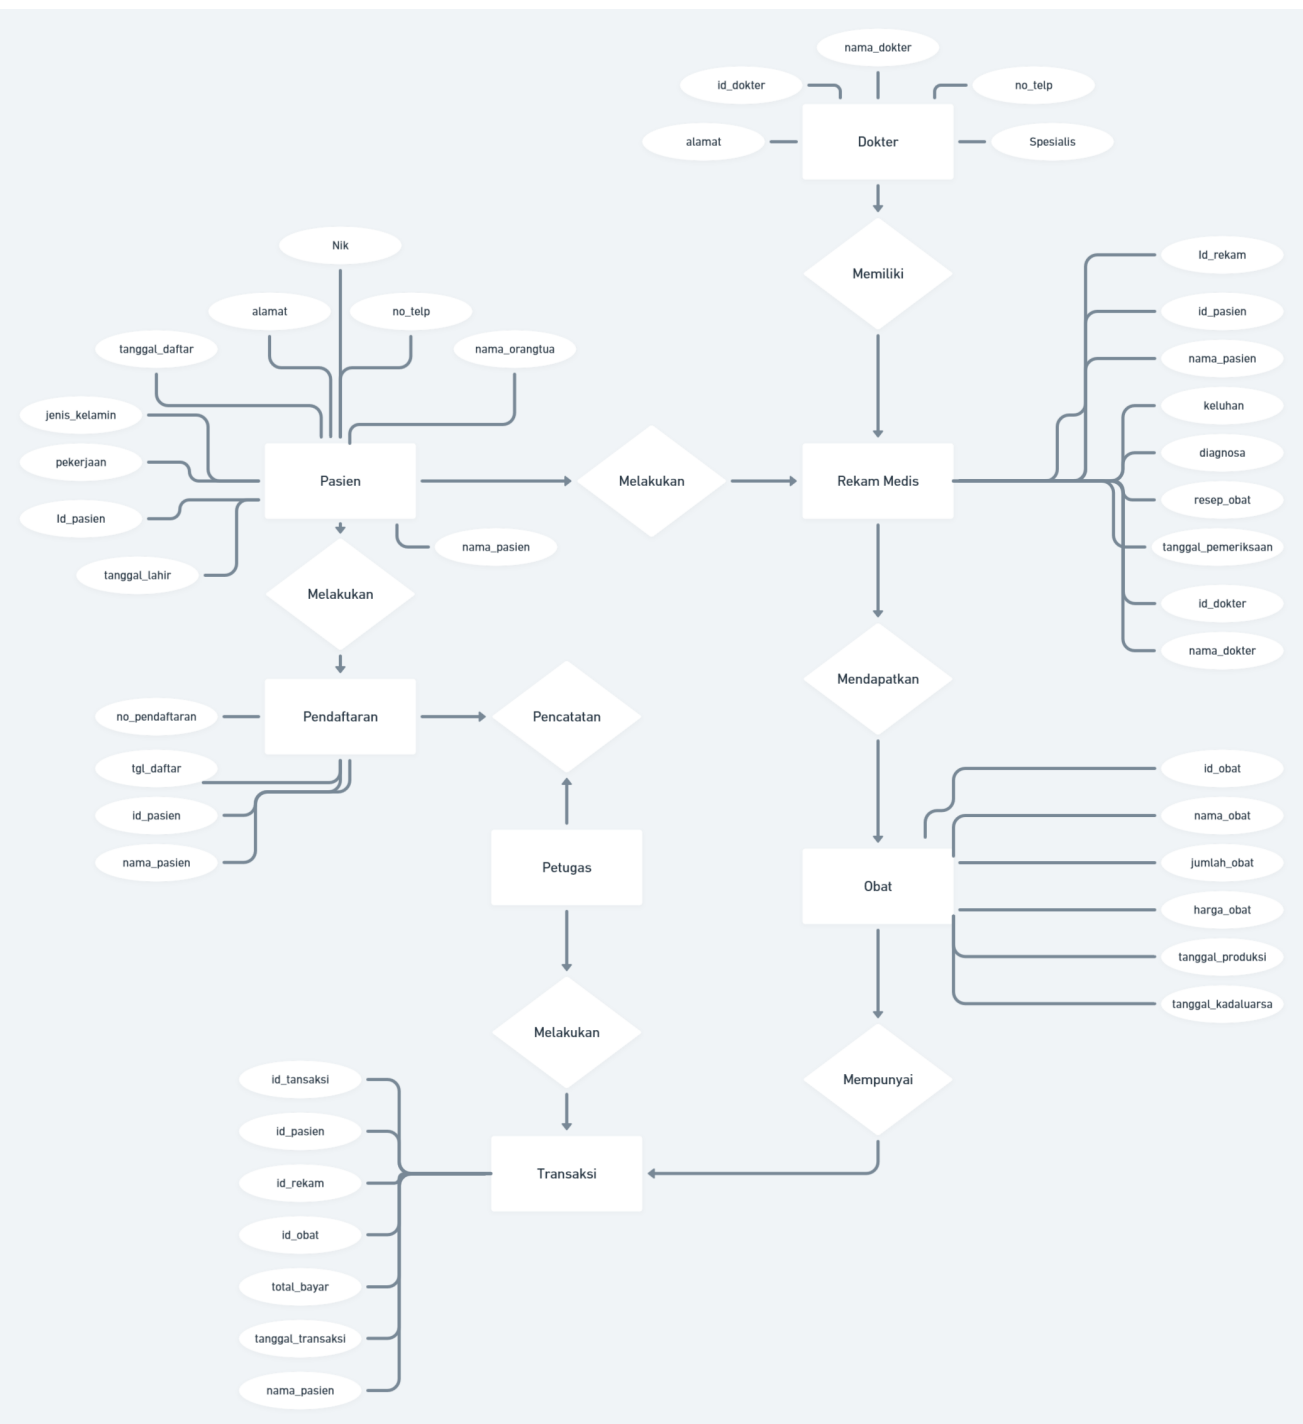 nama_dokter
id_dokter
no_telp
alamat
Dokter
Spesialis
Nik
Memiliki
Id_rekam
alamat
no_telp
id_pasien
tanggal_daftar
nama_orangtua
nama_pasien
jenis_kelamin
keluhan
pekerjaan
diagnosa
Pasien
Melakukan
Rekam Medis
resep_obat
Id_pasien
nama_pasien
tanggal_pemeriksaan
tanggal_lahir
Melakukan
id_dokter
nama_dokter
Mendapatkan
no_pendaftaran
Pendaftaran
Pencatatan
tgl_daftar
id_obat
id_pasien
nama_obat
nama_pasien
Petugas
jumlah_obat
Obat
harga_obat
tanggal_produksi
tanggal_kadaluarsa
Melakukan
id_tansaksi
Mempunyai
id_pasien
Transaksi
id_rekam
id_obat
total_bayar
tanggal_transaksi
nama_pasien